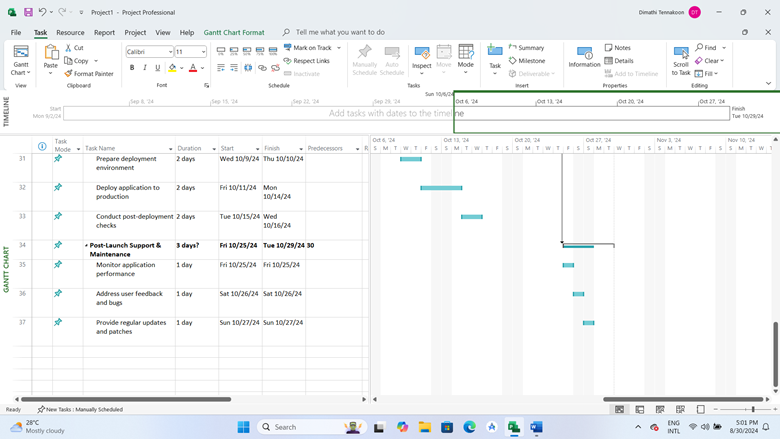 Project1 - Project Professional
Dimathi Tennakoon
DT
File Task Resource Report Project View Help Gantt Chart Format Tell me what you want to do
Gantt Chart
View
Paste
Cut
Copy
Format Painter
Clipboard
Calibri 11
B I U A
Font
Mark on Track
Respect Links
Inactivate
Schedule
Manually Schedule
Auto Schedule
Inspect
Move
Mode
Tasks
Task
Summary
Milestone
Deliverable
Insert
Information
Notes
Details
Add to Timeline
Properties
Scroll to Task
Find
Clear
Fill
Editing
TIMELINE
Sun 10/6/24
Sep 8, '24 Sep 15, '24 Sep 22, '24 Sep 29, '24 Oct 6, '24 Oct 13, '24 Oct 20, '24 Oct 27, '24
Start
Mon 9/2/24
Add tasks with dates to the timeline
Finish
Tue 10/29/24
GANTT CHART
Task Mode Task Name Duration Start Finish Predecessors R
Oct 6, '24 Oct 13, '24 Oct 20, '24 Oct 27, '24 Nov 3, '24 Nov 10, '24
S M T W T F S S M T W T F S S M T W T F S S M T W T F S S M T W T F S S M T W T
31 Prepare deployment environment 2 days Wed 10/9/24 Thu 10/10/24
32 Deploy application to production 2 days Fri 10/11/24 Mon 10/14/24
33 Conduct post-deployment checks 2 days Tue 10/15/24 Wed 10/16/24
34 Post-Launch Support & Maintenance 3 days? Fri 10/25/24 Tue 10/29/24 30
35 Monitor application performance 1 day Fri 10/25/24 Fri 10/25/24
36 Address user feedback and bugs 1 day Sat 10/26/24 Sat 10/26/24
37 Provide regular updates and patches 1 day Sun 10/27/24 Sun 10/27/24
Ready New Tasks : Manually Scheduled
28°C
Mostly cloudy
Search
ENG
INTL
5:01 PM
8/30/2024